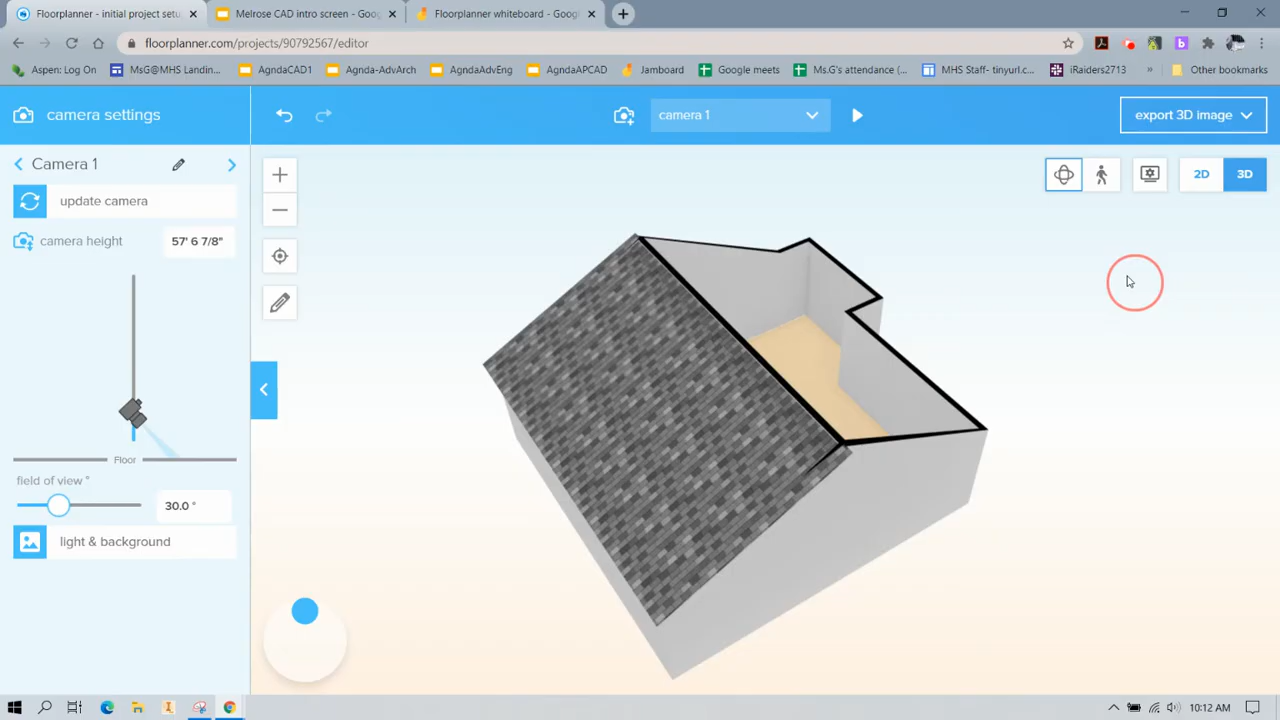 Floorplanner - initial project setu
Melrose CAD intro screen - Goog
Floorplanner whiteboard - Google
floorplanner.com/projects/90792567/editor
Aspen: Log On
MsG@MHS Landin...
AgndaCAD1
Agnda-AdvArch
AgndaAdvEng
AgndaAPCAD
Jamboard
Google meets
Ms.G's attendance (...
MHS Staff- tinyurl.c...
iRaiders2713
»
Other bookmarks
camera settings
camera 1
export 3D image
Camera 1
2D
3D
update camera
camera height
57' 6 7/8"
Floor
field of view °
30.0 °
light & background
10:12 AM